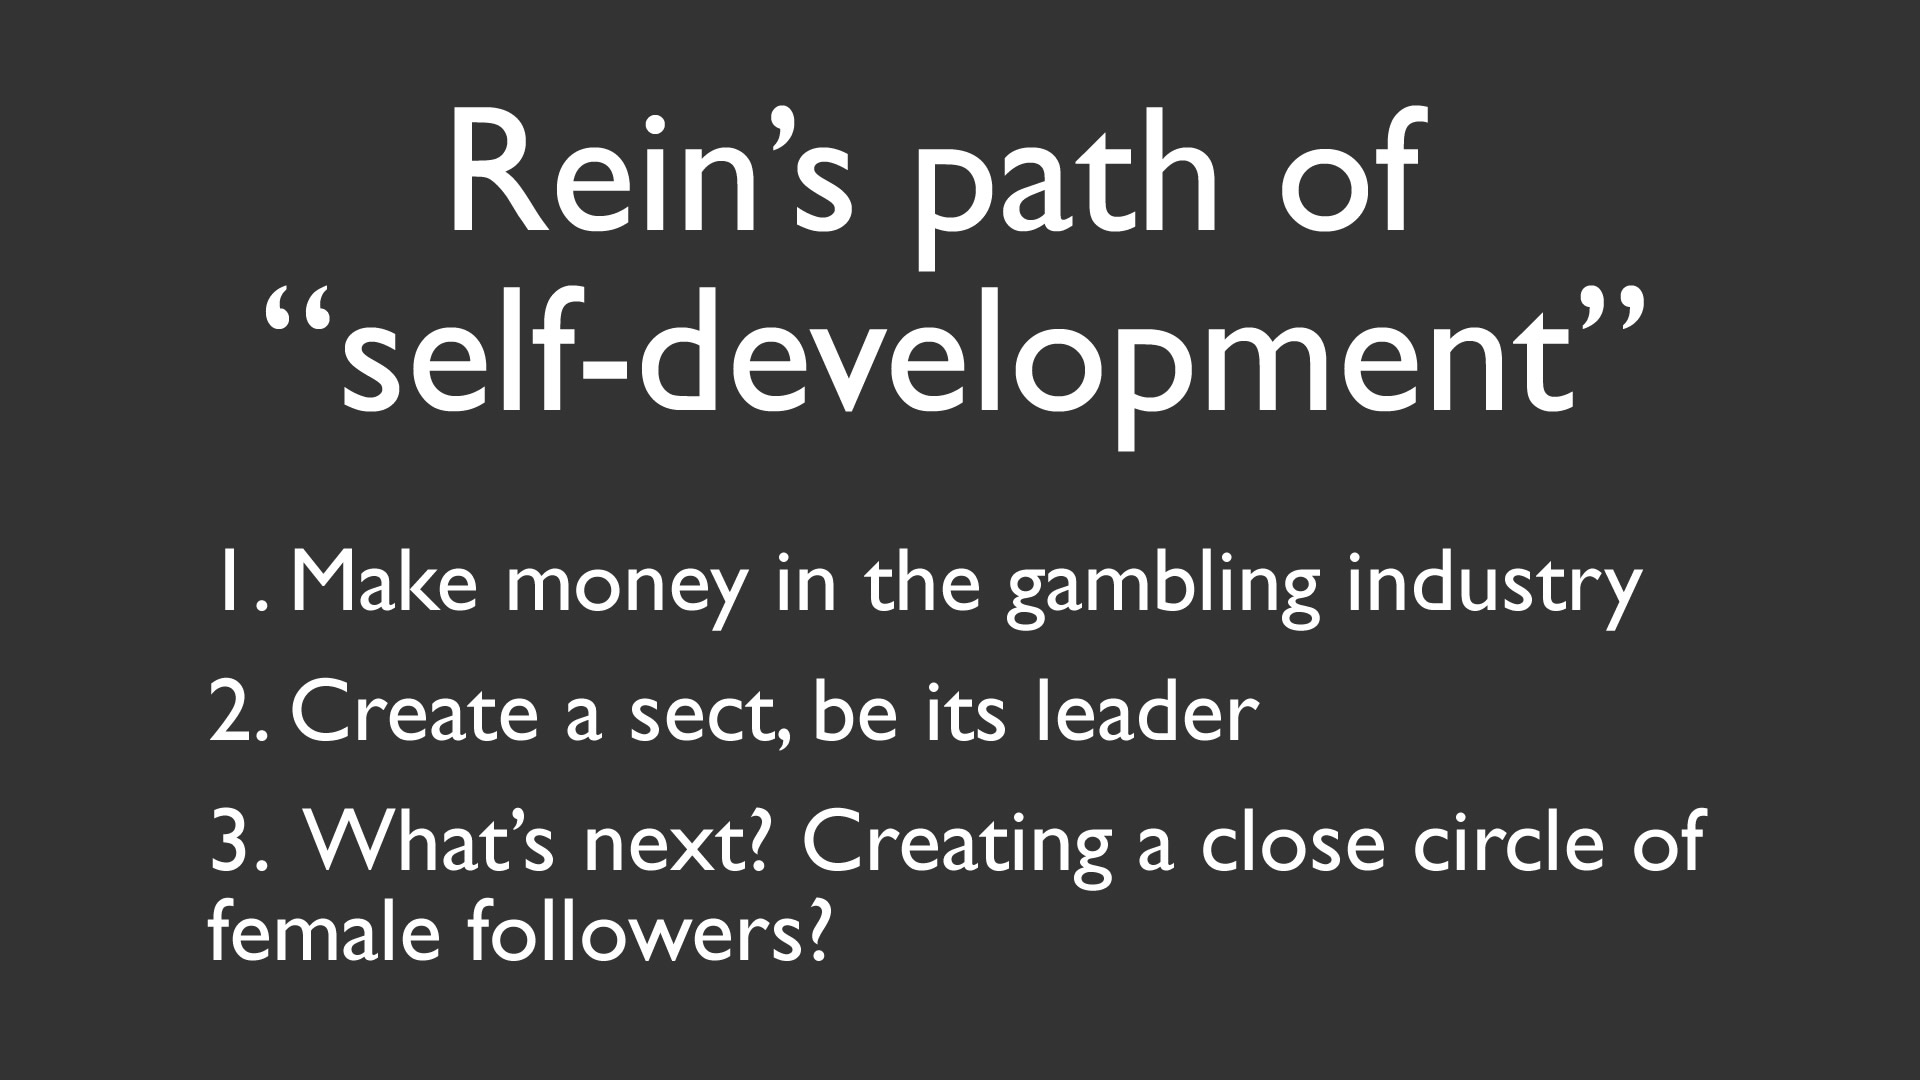 Rein’s path of
“self-development”
1. Make money in the gambling industry
2. Create a sect, be its leader
3. What’s next? Creating a close circle of
female followers?